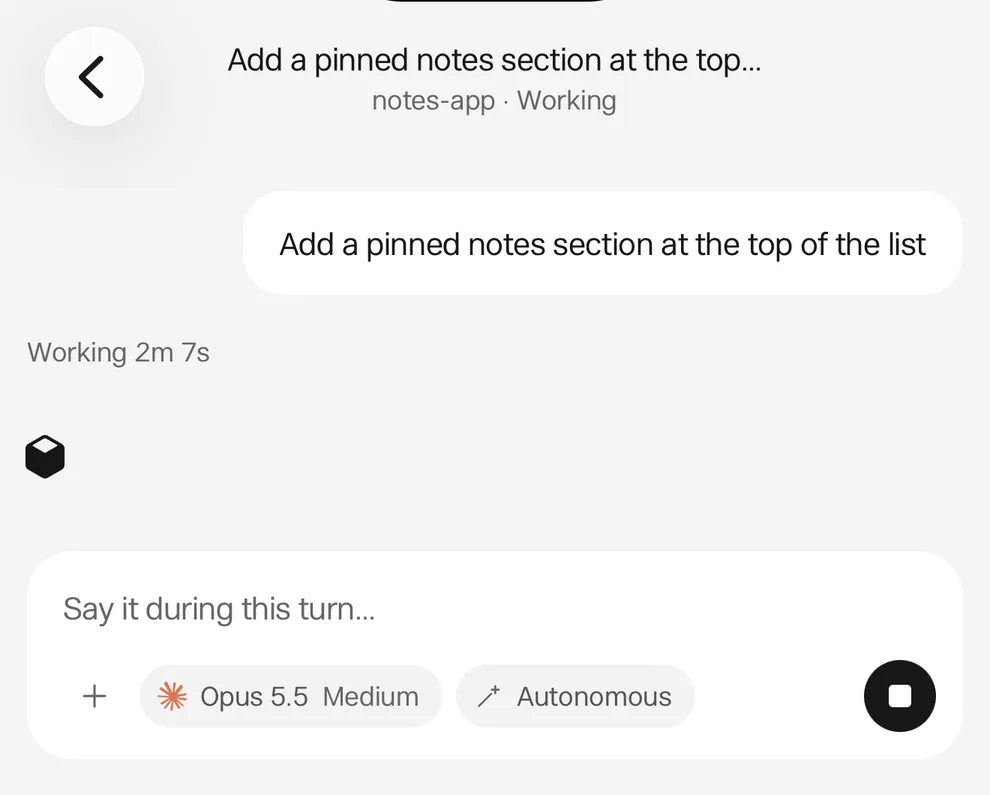 Add a pinned notes section at the top...
notes-app · Working
Add a pinned notes section at the top of the list
Working 2m 7s
Say it during this turn...
Opus 5.5 Medium
Autonomous